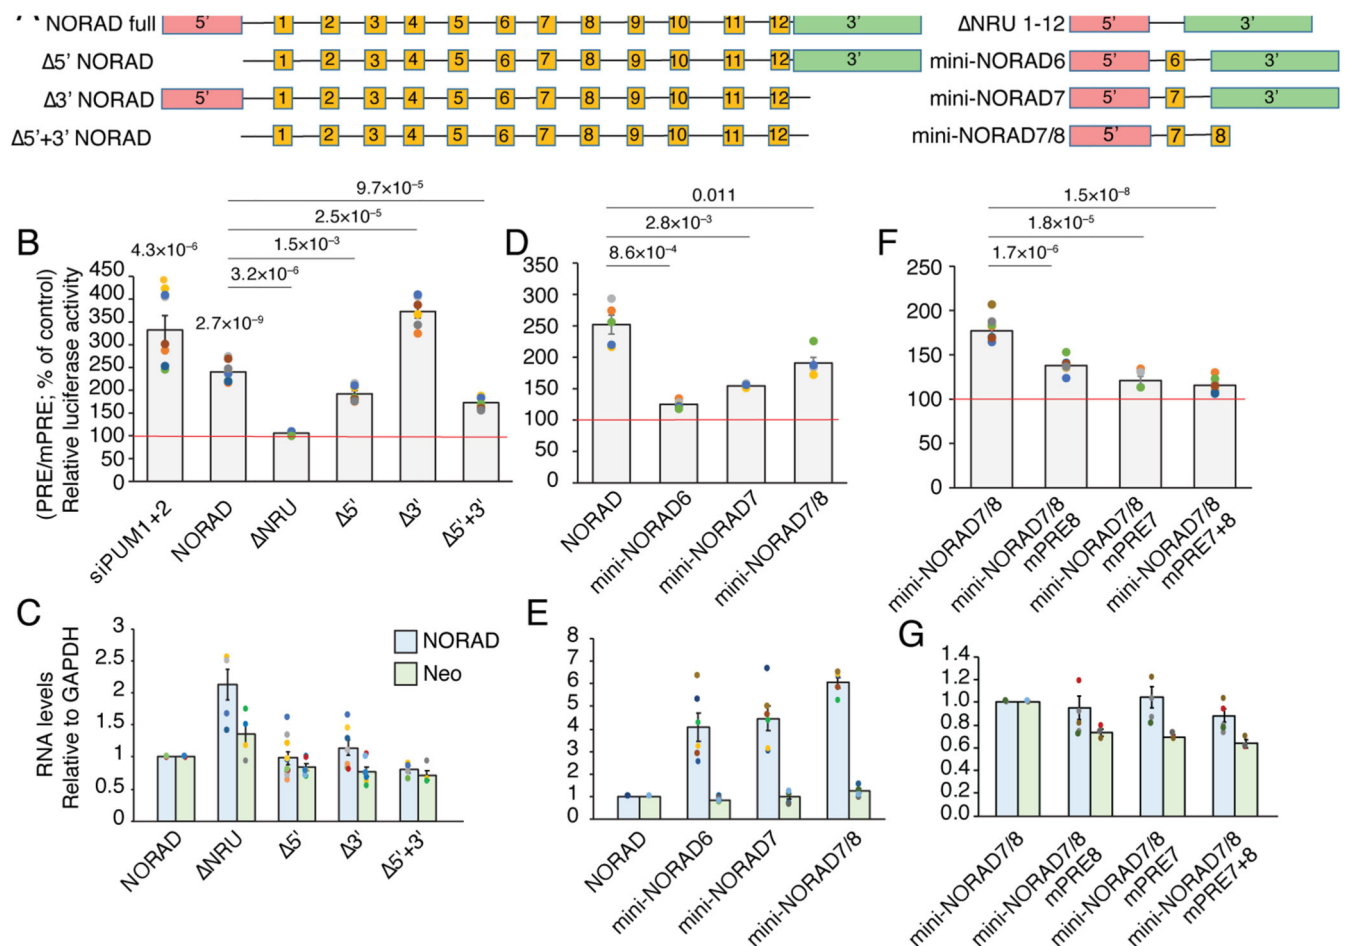 NORAD full 5' 1 2 3 4 5 6 7 8 9 10 11 12 3'
Δ5' NORAD 1 2 3 4 5 6 7 8 9 10 11 12 3'
Δ3' NORAD 5' 1 2 3 4 5 6 7 8 9 10 11 12
Δ5'+3' NORAD 1 2 3 4 5 6 7 8 9 10 11 12
ΔNRU 1-12 5' 3'
mini-NORAD6 5' 6 3'
mini-NORAD7 5' 7 3'
mini-NORAD7/8 5' 7 8
B
9.7×10⁻⁵
2.5×10⁻⁵
1.5×10⁻³
3.2×10⁻⁶
4.3×10⁻⁶
2.7×10⁻⁹
(PRE/mPRE; % of control)
Relative luciferase activity
450
400
350
300
250
200
150
100
50
0
siPUM1+2
NORAD
ΔNRU
Δ5'
Δ3'
Δ5'+3'
D
0.011
2.8×10⁻³
8.6×10⁻⁴
350
300
250
200
150
100
50
0
NORAD
mini-NORAD6
mini-NORAD7
mini-NORAD7/8
F
1.5×10⁻⁸
1.8×10⁻⁵
1.7×10⁻⁶
250
200
150
100
50
0
mini-NORAD7/8
mini-NORAD7/8
mPRE8
mini-NORAD7/8
mPRE7
mini-NORAD7/8
mPRE7+8
C
RNA levels
Relative to GAPDH
3
2.5
2
1.5
1
0.5
0
NORAD
Neo
NORAD
ΔNRU
Δ5'
Δ3'
Δ5'+3'
E
8
7
6
5
4
3
2
1
0
NORAD
mini-NORAD6
mini-NORAD7
mini-NORAD7/8
G
1.4
1.2
1.0
0.8
0.6
0.4
0.2
0.0
mini-NORAD7/8
mini-NORAD7/8
mPRE8
mini-NORAD7/8
mPRE7
mini-NORAD7/8
mPRE7+8